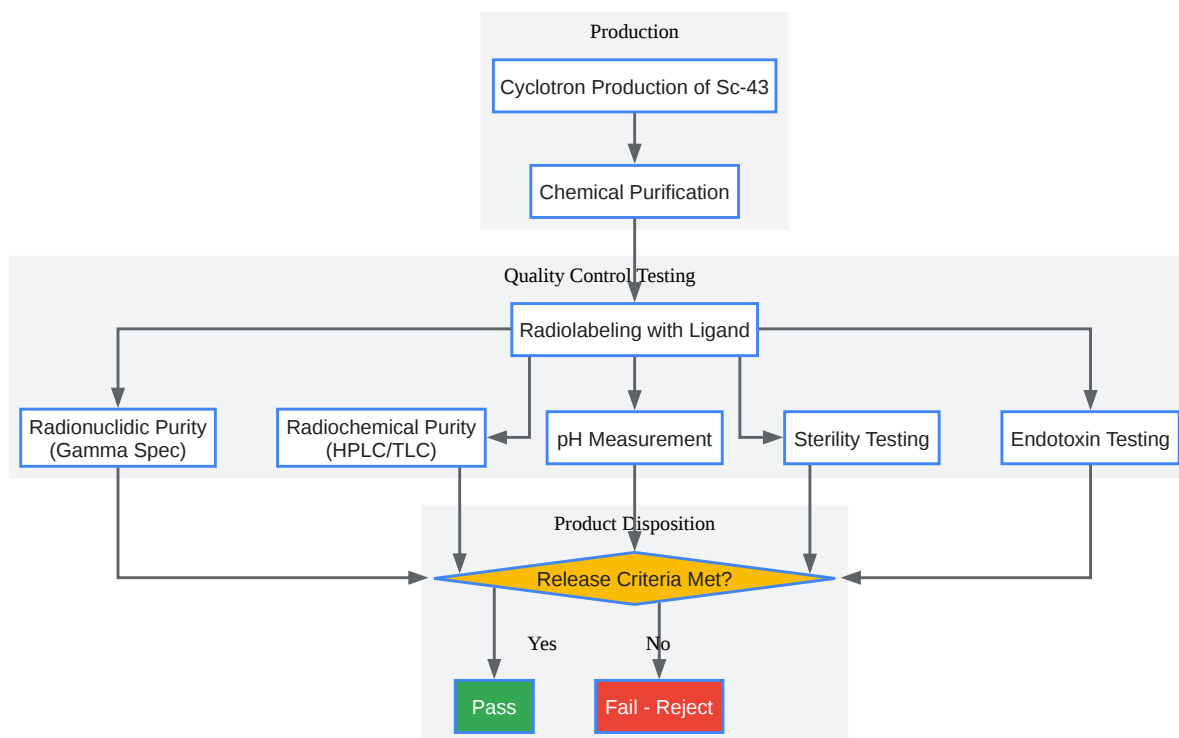 Production
Cyclotron Production of Sc-43
Chemical Purification
Quality Control Testing
Radiolabeling with Ligand
Radionuclidic Purity
(Gamma Spec)
Radiochemical Purity
(HPLC/TLC)
pH Measurement
Sterility Testing
Endotoxin Testing
Product Disposition
Release Criteria Met?
Yes
No
Pass
Fail - Reject